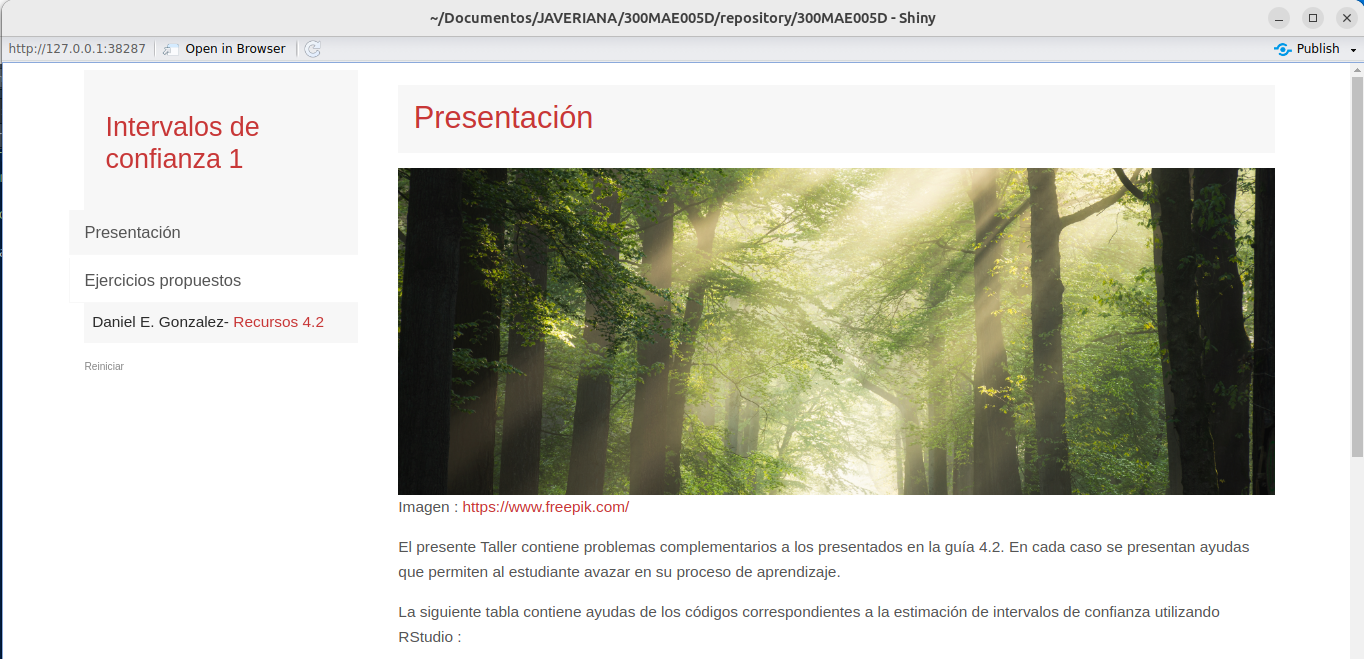 ~/Documentos/JAVERIANA/300MAE005D/repository/300MAE005D - Shiny
http://127.0.0.1:38287 Open in Browser Publish
Intervalos de
confianza 1
Presentación
Ejercicios propuestos
Daniel E. Gonzalez- Recursos 4.2
Reiniciar
Presentación
Imagen : https://www.freepik.com/
El presente Taller contiene problemas complementarios a los presentados en la guía 4.2. En cada caso se presentan ayudas
que permiten al estudiante avazar en su proceso de aprendizaje.
La siguiente tabla contiene ayudas de los códigos correspondientes a la estimación de intervalos de confianza utilizando
RStudio :